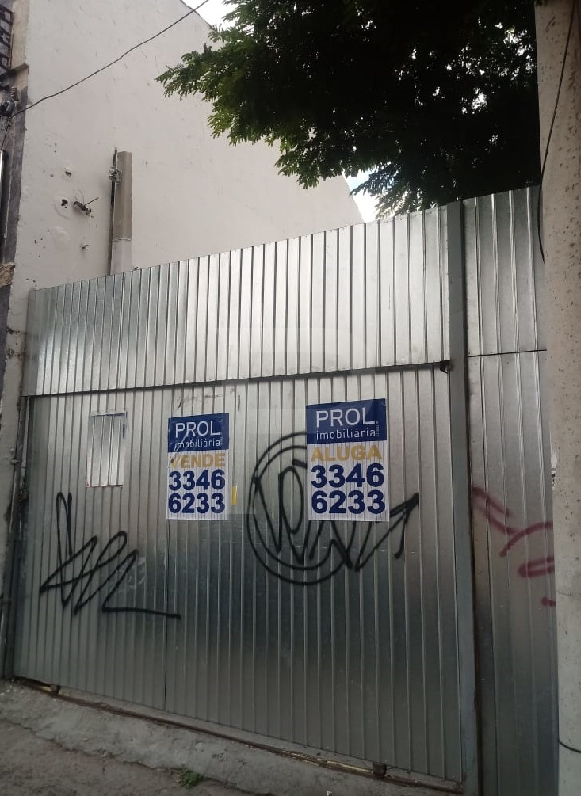 PROL
imobiliária
VENDE
3346
6233
PROL
imobiliária
ALUGA
3346
6233